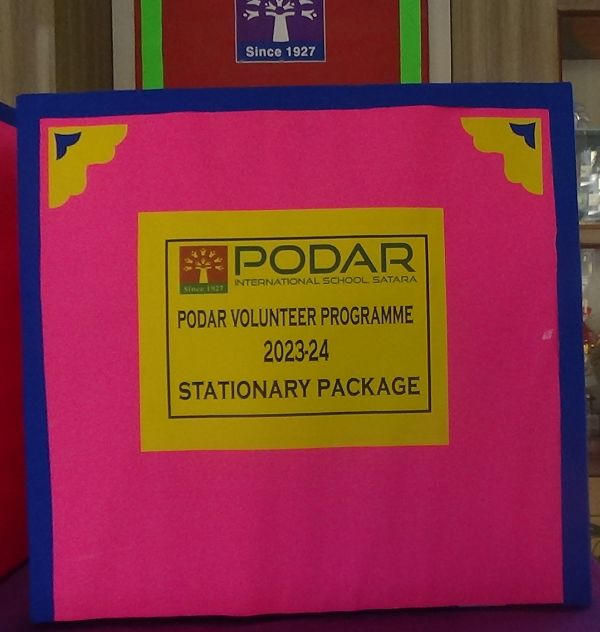 Since 1927
Since 1927
PODAR
INTERNATIONAL SCHOOL SATARA
PODAR VOLUNTEER PROGRAMME
2023-24
STATIONARY PACKAGE